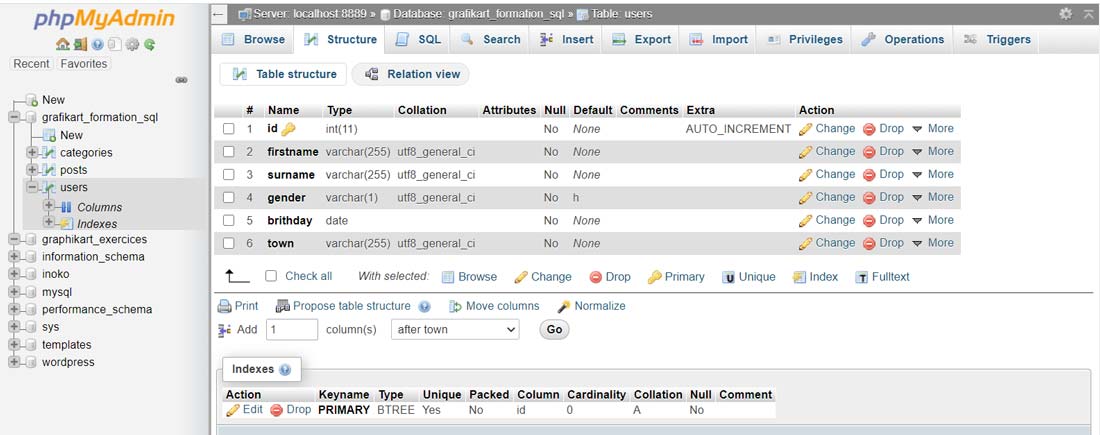 phpMyAdmin
Recent Favorites
New
grafikart_formation_sql
New
categories
posts
users
Columns
Indexes
graphikart_exercices
information_schema
inoko
mysql
performance_schema
sys
templates
wordpress
Server: localhost:8889 » Database: grafikart_formation_sql » Table: users
Browse Structure SQL Search Insert Export Import Privileges Operations Triggers
Table structure Relation view
# Name Type Collation Attributes Null Default Comments Extra Action
1 id int(11) No None AUTO_INCREMENT Change Drop More
2 firstname varchar(255) utf8_general_ci No None Change Drop More
3 surname varchar(255) utf8_general_ci No None Change Drop More
4 gender varchar(1) utf8_general_ci No h Change Drop More
5 brithday date No None Change Drop More
6 town varchar(255) utf8_general_ci No None Change Drop More
Check all With selected: Browse Change Drop Primary Unique Index Fulltext
Print Propose table structure Move columns Normalize
Add 1 column(s) after town Go
Indexes
Action Keyname Type Unique Packed Column Cardinality Collation Null Comment
Edit Drop PRIMARY BTREE Yes No id 0 A No